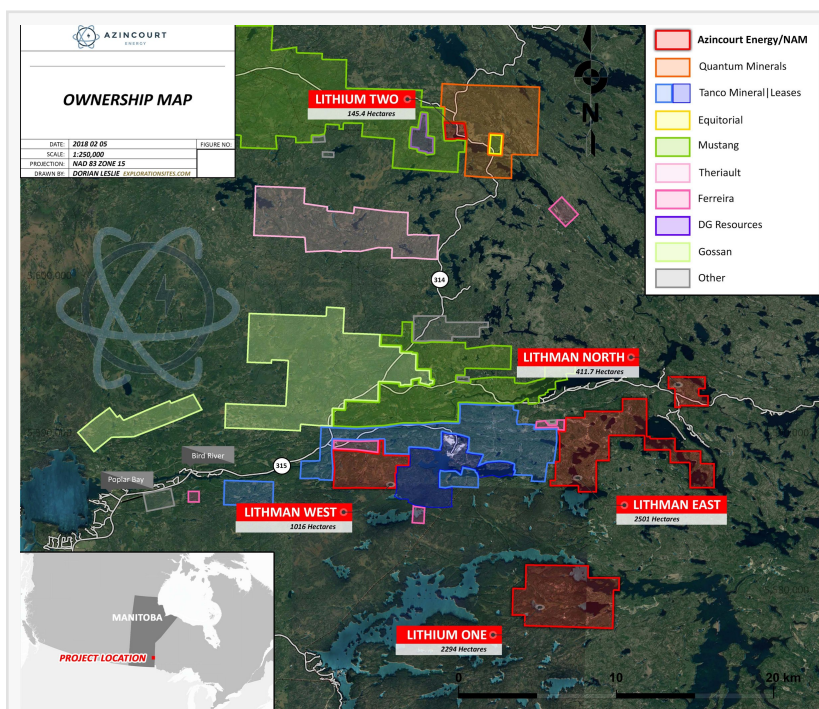 AZINCOURT
ENERGY
OWNERSHIP MAP
DATE: 2018 02 05
FIGURE NO:
SCALE: 1:250,000
PROJECTION: NAD 83 ZONE 15
DRAWN BY: DORIAN LESLIE EXPLORATIONSITES.COM
LITHIUM TWO
145.4 Hectares
N
Azincourt Energy/NAM
Quantum Minerals
Tanco Mineral|Leases
Equitorial
Mustang
Theriault
Ferreira
DG Resources
Gossan
Other
314
LITHMAN NORTH
411.7 Hectares
Bird River
315
Poplar Bay
LITHMAN WEST
1016 Hectares
LITHMAN EAST
2501 Hectares
MANITOBA
PROJECT LOCATION
LITHIUM ONE
2294 Hectares
0 10 20 km